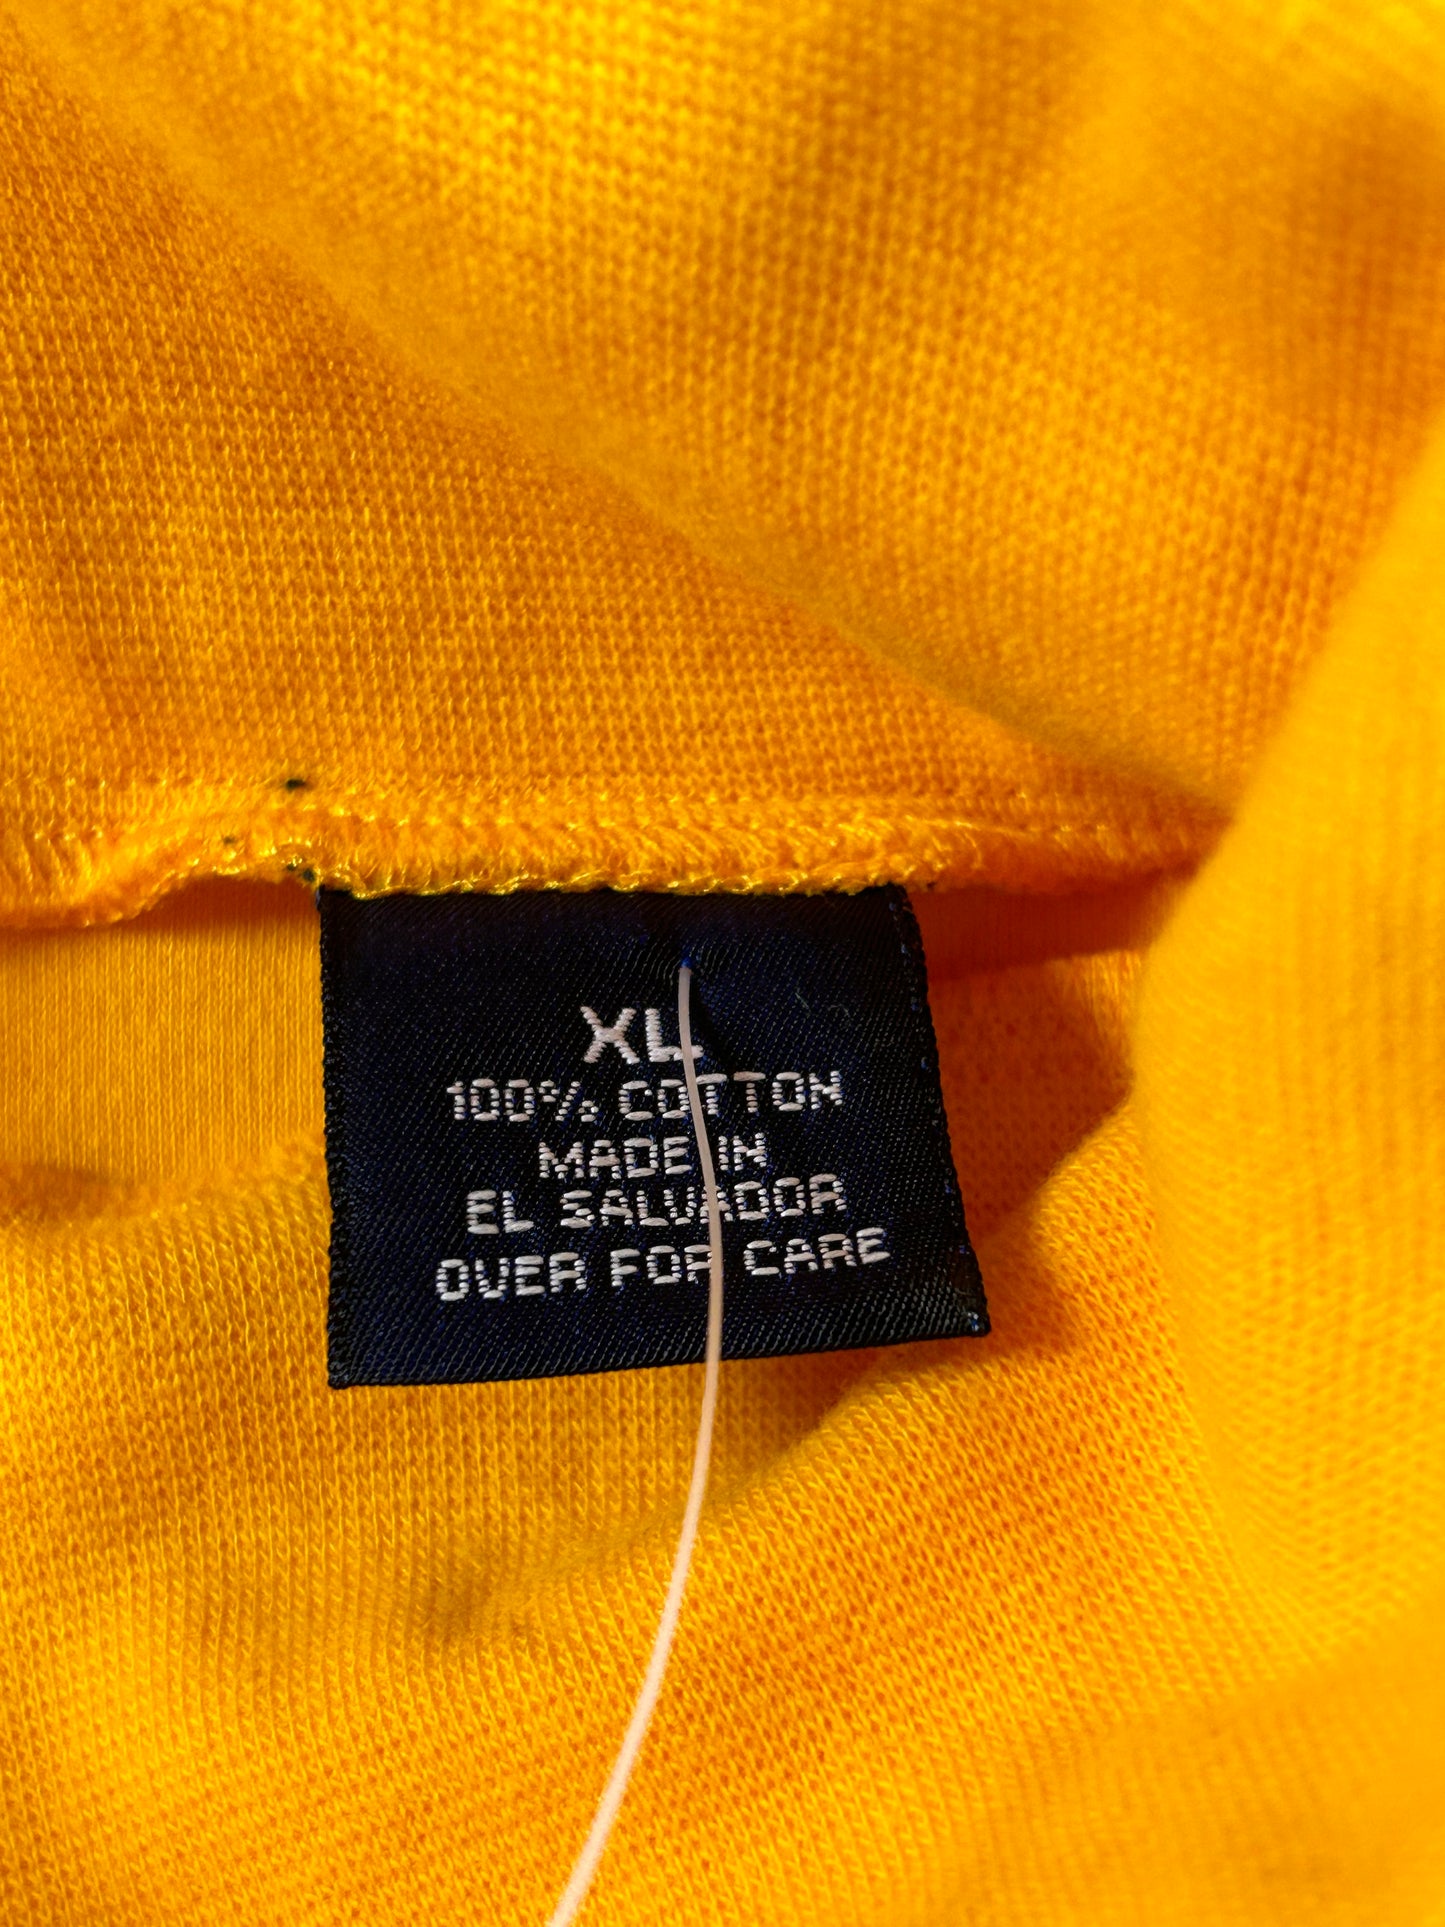 XL
100% COTTON
MADE IN
EL SALVADOR
OVER FOR CARE